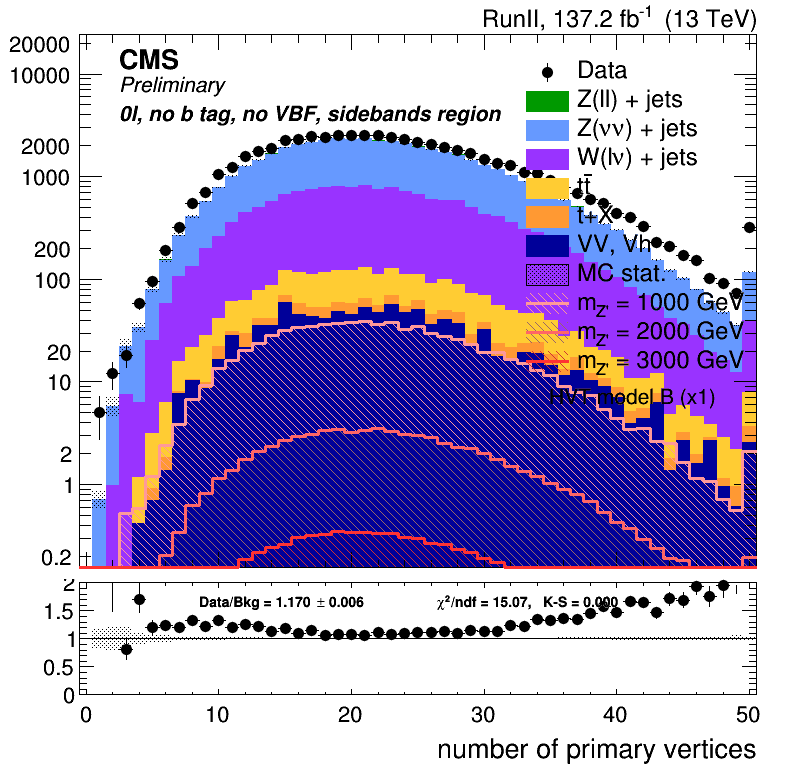 RunII, 137.2 fb⁻¹ (13 TeV)
CMS
Preliminary
0l, no b tag, no VBF, sidebands region
Data
Z(ll) + jets
Z(νν) + jets
W(lν) + jets
tt̄
t+X
VV, Vh
MC stat.
m_Z' = 1000 GeV
m_Z' = 2000 GeV
m_Z' = 3000 GeV
HVT model B (x1)
20000
10000
2000
1000
200
100
20
10
2
1
0.2
Data/Bkg = 1.170 ± 0.006
χ²/ndf = 15.07, K-S = 0.000
2
1.5
1
0.5
0
0 10 20 30 40 50
number of primary vertices